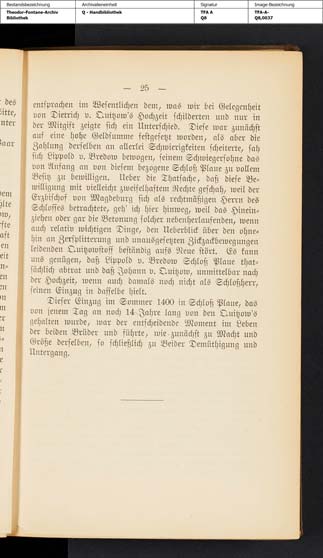 Bestandsbezeichnung Archivalieneinheit Signatur Image-Bezeichnung
Theodor-Fontane-Archiv Q - Handbibliothek TFA A TFA-A-
Bibliothek Q8 Q8,0037
— 25 —
entsprachen im Wesentlichen dem, was wir bei Gelegenheit
von Dietrich v. Quitzow's Hochzeit schilderten und nur in
der Mitgift zeigte sich ein Unterschied. Diese war zunächst
auf eine hohe Geldsumme festgesetzt worden, als aber die
Zahlung derselben an allerlei Schwierigkeiten scheiterte, sah
sich Lippold v. Bredow bewogen, seinem Schwiegersohne das
von Anfang an von diesem bezogene Schloß Plaue zu vollem
Besitz zu bewilligen. Ueber die Thatsache, daß diese Be-
willigung mit vielleicht zweifelhaftem Rechte geschah, weil der
Erzbischof von Magdeburg sich als rechtmäßigen Herrn des
Schlosses betrachtete, geh' ich hier hinweg, weil das Hinein-
ziehen oder gar die Betonung solcher nebenherlaufenden, wenn
auch relativ wichtigen Dinge, den Ueberblick über den ohne-
hin an Zersplitterung und unausgesetzten Zickzackbewegungen
leidenden Quitzowstoff beständig aufs Neue stört. Es kann
uns genügen, daß Lippold v. Bredow Schloß Plaue that-
sächlich abtrat und daß Johann v. Quitzow, unmittelbar nach
der Hochzeit, wenn auch damals noch nicht als Schloßherr,
seinen Einzug in dasselbe hielt.
Dieser Einzug im Sommer 1400 in Schloß Plaue, das
von jenem Tag an noch 14 Jahre lang von den Quitzow's
gehalten wurde, war der entscheidende Moment im Leben
der beiden Brüder und führte, wie zunächst zu Macht und
Größe derselben, so schließlich zu Beider Demüthigung und
Untergang.